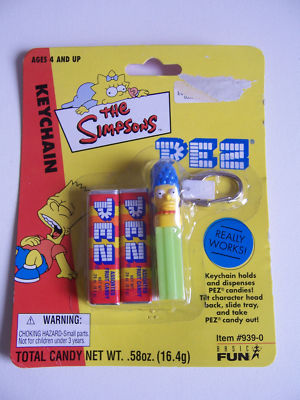 AGES 4 AND UP
KEYCHAIN
THE
SIMPSONS
PEZ
PEZ
PEZ
REALLY
WORKS!
Keychain holds
and dispenses
PEZ candies!
Tilt character head
back, slide tray,
and take
PEZ candy out!
WARNING:
CHOKING HAZARD-Small parts.
Not for children under 3 years.
TOTAL CANDY NET WT. .58oz. (16.4g)
Item #939-0
BASIC
FUN